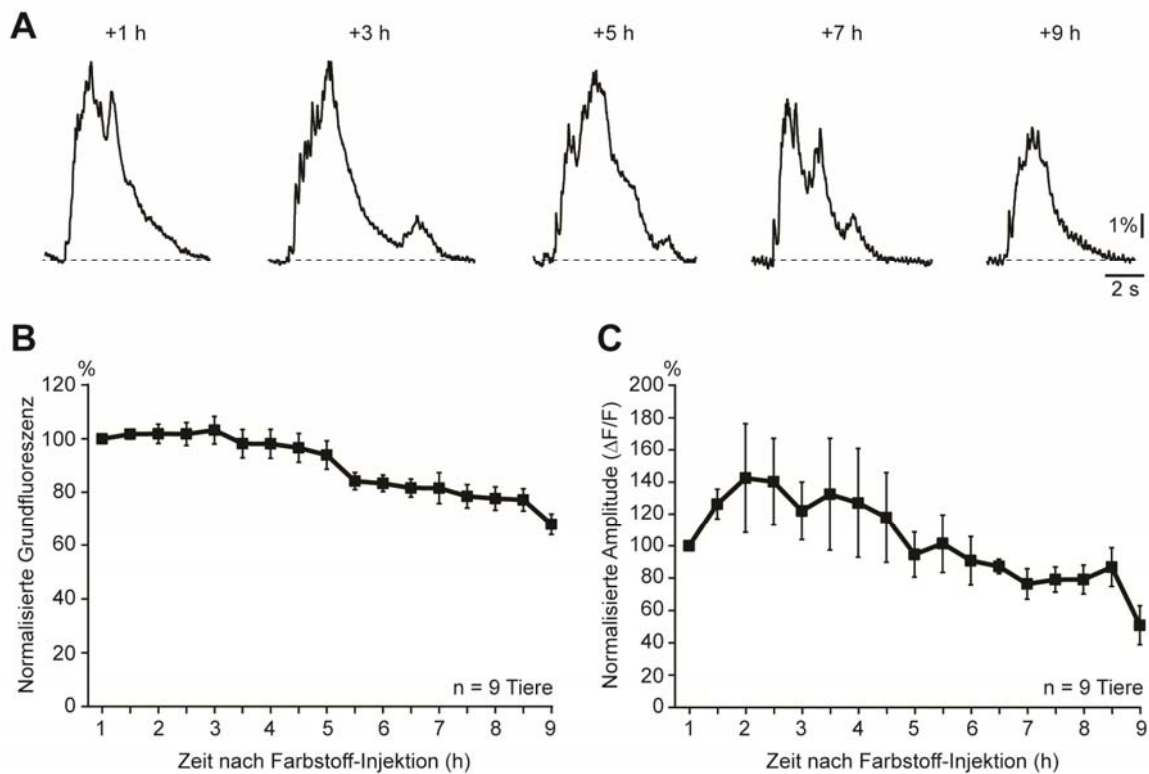 A
+1 h
+3 h
+5 h
+7 h
+9 h
1%
2 s
B
%
120
100
80
60
40
20
0
Normalisierte Grundfluoreszenz
1 2 3 4 5 6 7 8 9
n = 9 Tiere
Zeit nach Farbstoff-Injektion (h)
C
%
200
180
160
140
120
100
80
60
40
20
0
Normalisierte Amplitude (ΔF/F)
1 2 3 4 5 6 7 8 9
n = 9 Tiere
Zeit nach Farbstoff-Injektion (h)